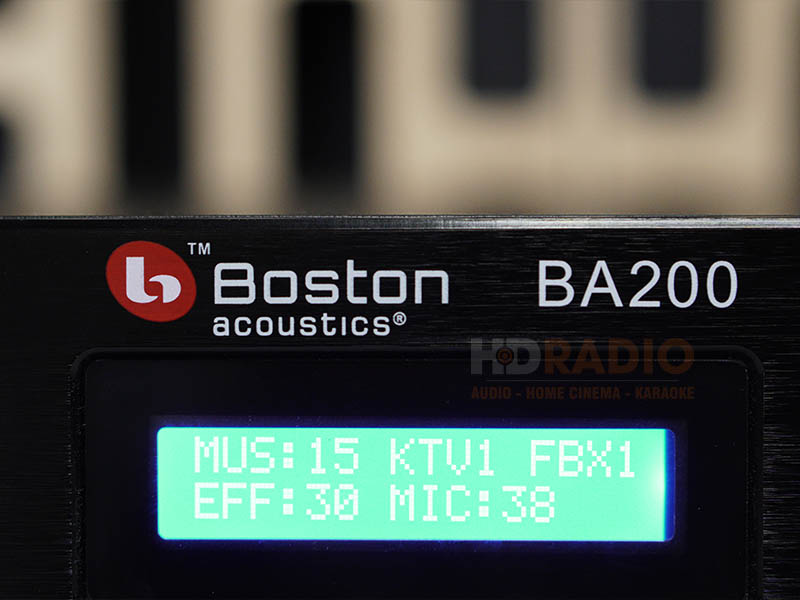 b ™ Boston BA200
acoustics®
HDRADIO
AUDIO - HOME CINEMA - KARAOKE
MUS:15 KTV1 FBX1
EFF:30 MIC:38